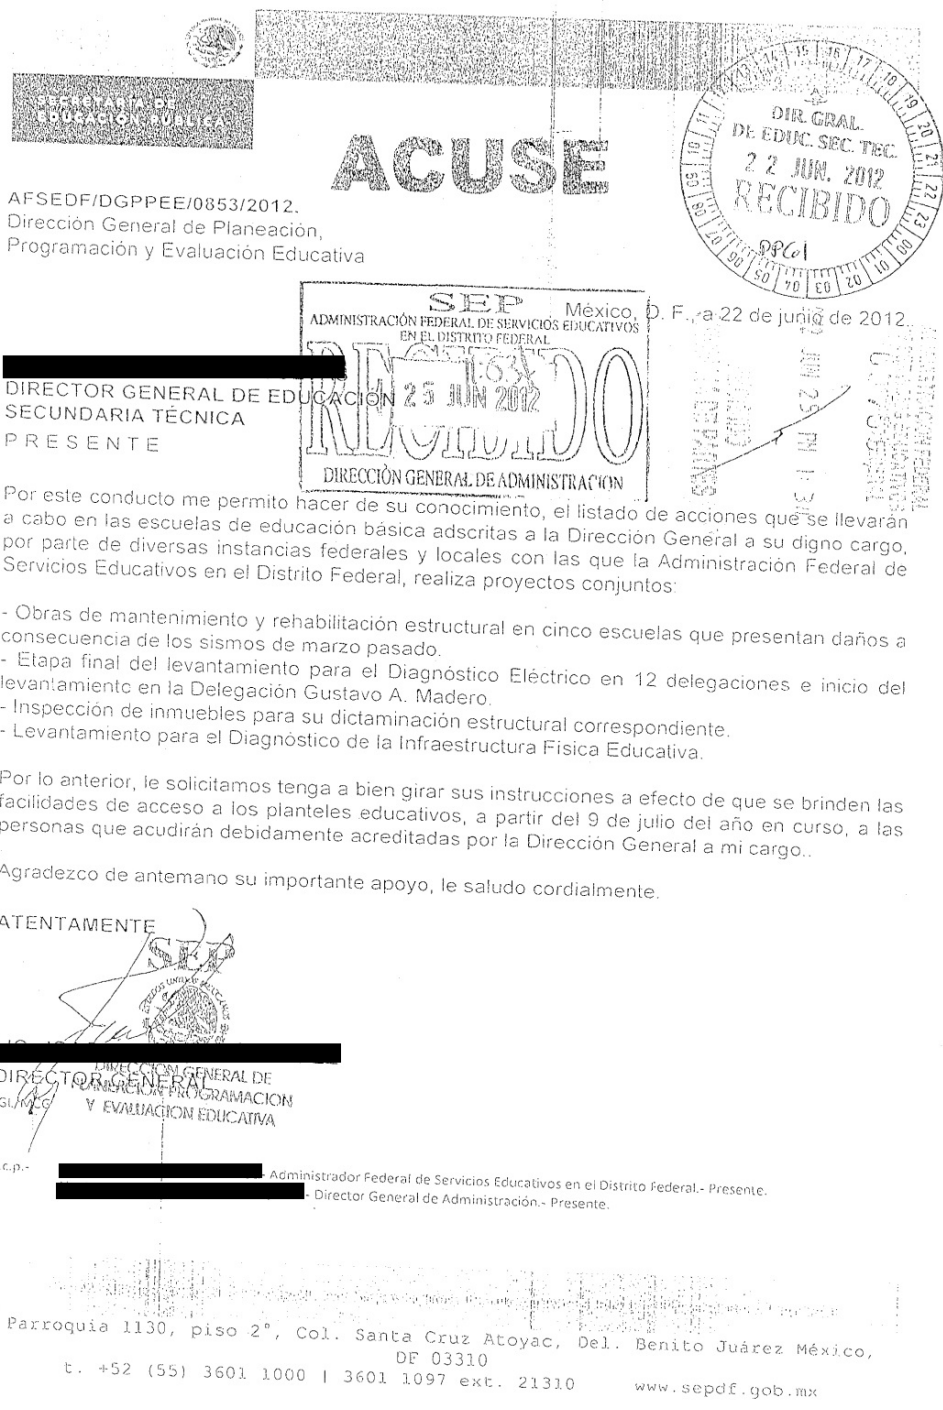 SECRETARÍA DE
EDUCACIÓN PÚBLICA
ACUSE
DIR. GRAL.
DE EDUC. SEC. TEC.
22 JUN. 2012
RECIBIDO
AFSEDF/DGPPEE/0853/2012.
Dirección General de Planeación,
Programación y Evaluación Educativa
México, D. F., a 22 de junio de 2012.
SEP
ADMINISTRACIÓN FEDERAL DE SERVICIOS EDUCATIVOS
EN EL DISTRITO FEDERAL
RECIBIDO
25 JUN 2012
DIRECCIÓN GENERAL DE ADMINISTRACIÓN
DIRECTOR GENERAL DE EDUCACIÓN
SECUNDARIA TÉCNICA
P R E S E N T E
Por este conducto me permito hacer de su conocimiento, el listado de acciones que se llevarán
a cabo en las escuelas de educación básica adscritas a la Dirección General a su digno cargo,
por parte de diversas instancias federales y locales con las que la Administración Federal de
Servicios Educativos en el Distrito Federal, realiza proyectos conjuntos:
- Obras de mantenimiento y rehabilitación estructural en cinco escuelas que presentan daños a
consecuencia de los sismos de marzo pasado.
- Etapa final del levantamiento para el Diagnóstico Eléctrico en 12 delegaciones e inicio del
levantamiento en la Delegación Gustavo A. Madero.
- Inspección de inmuebles para su dictaminación estructural correspondiente.
- Levantamiento para el Diagnóstico de la Infraestructura Física Educativa.
Por lo anterior, le solicitamos tenga a bien girar sus instrucciones a efecto de que se brinden las
facilidades de acceso a los planteles educativos, a partir del 9 de julio del año en curso, a las
personas que acudirán debidamente acreditadas por la Dirección General a mi cargo..
Agradezco de antemano su importante apoyo, le saludo cordialmente.
ATENTAMENTE
SEP
DIRECTOR GENERAL
DIRECCIÓN GENERAL DE
PLANEACIÓN PROGRAMACION
Y EVALUACION EDUCATIVA
c.p.-
- Administrador Federal de Servicios Educativos en el Distrito Federal.- Presente.
- Director General de Administración.- Presente.
Parroquia 1130, piso 2°, Col. Santa Cruz Atoyac, Del. Benito Juárez México,
DF 03310
t. +52 (55) 3601 1000 | 3601 1097 ext. 21310 www.sepdf.gob.mx